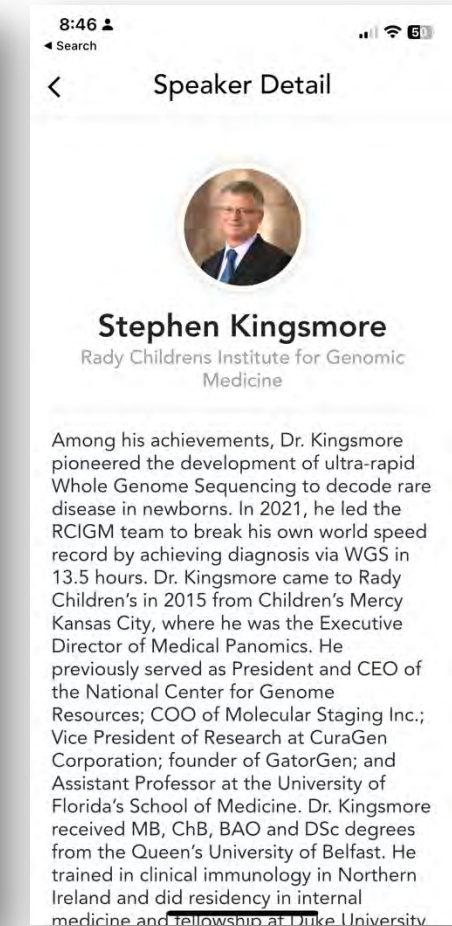 8:46
◀ Search
50
Speaker Detail
Stephen Kingsmore
Rady Childrens Institute for Genomic
Medicine
Among his achievements, Dr. Kingsmore
pioneered the development of ultra-rapid
Whole Genome Sequencing to decode rare
disease in newborns. In 2021, he led the
RCIGM team to break his own world speed
record by achieving diagnosis via WGS in
13.5 hours. Dr. Kingsmore came to Rady
Children’s in 2015 from Children’s Mercy
Kansas City, where he was the Executive
Director of Medical Panomics. He
previously served as President and CEO of
the National Center for Genome
Resources; COO of Molecular Staging Inc.;
Vice President of Research at CuraGen
Corporation; founder of GatorGen; and
Assistant Professor at the University of
Florida’s School of Medicine. Dr. Kingsmore
received MB, ChB, BAO and DSc degrees
from the Queen’s University of Belfast. He
trained in clinical immunology in Northern
Ireland and did residency in internal
medicine and fellowship at Duke University